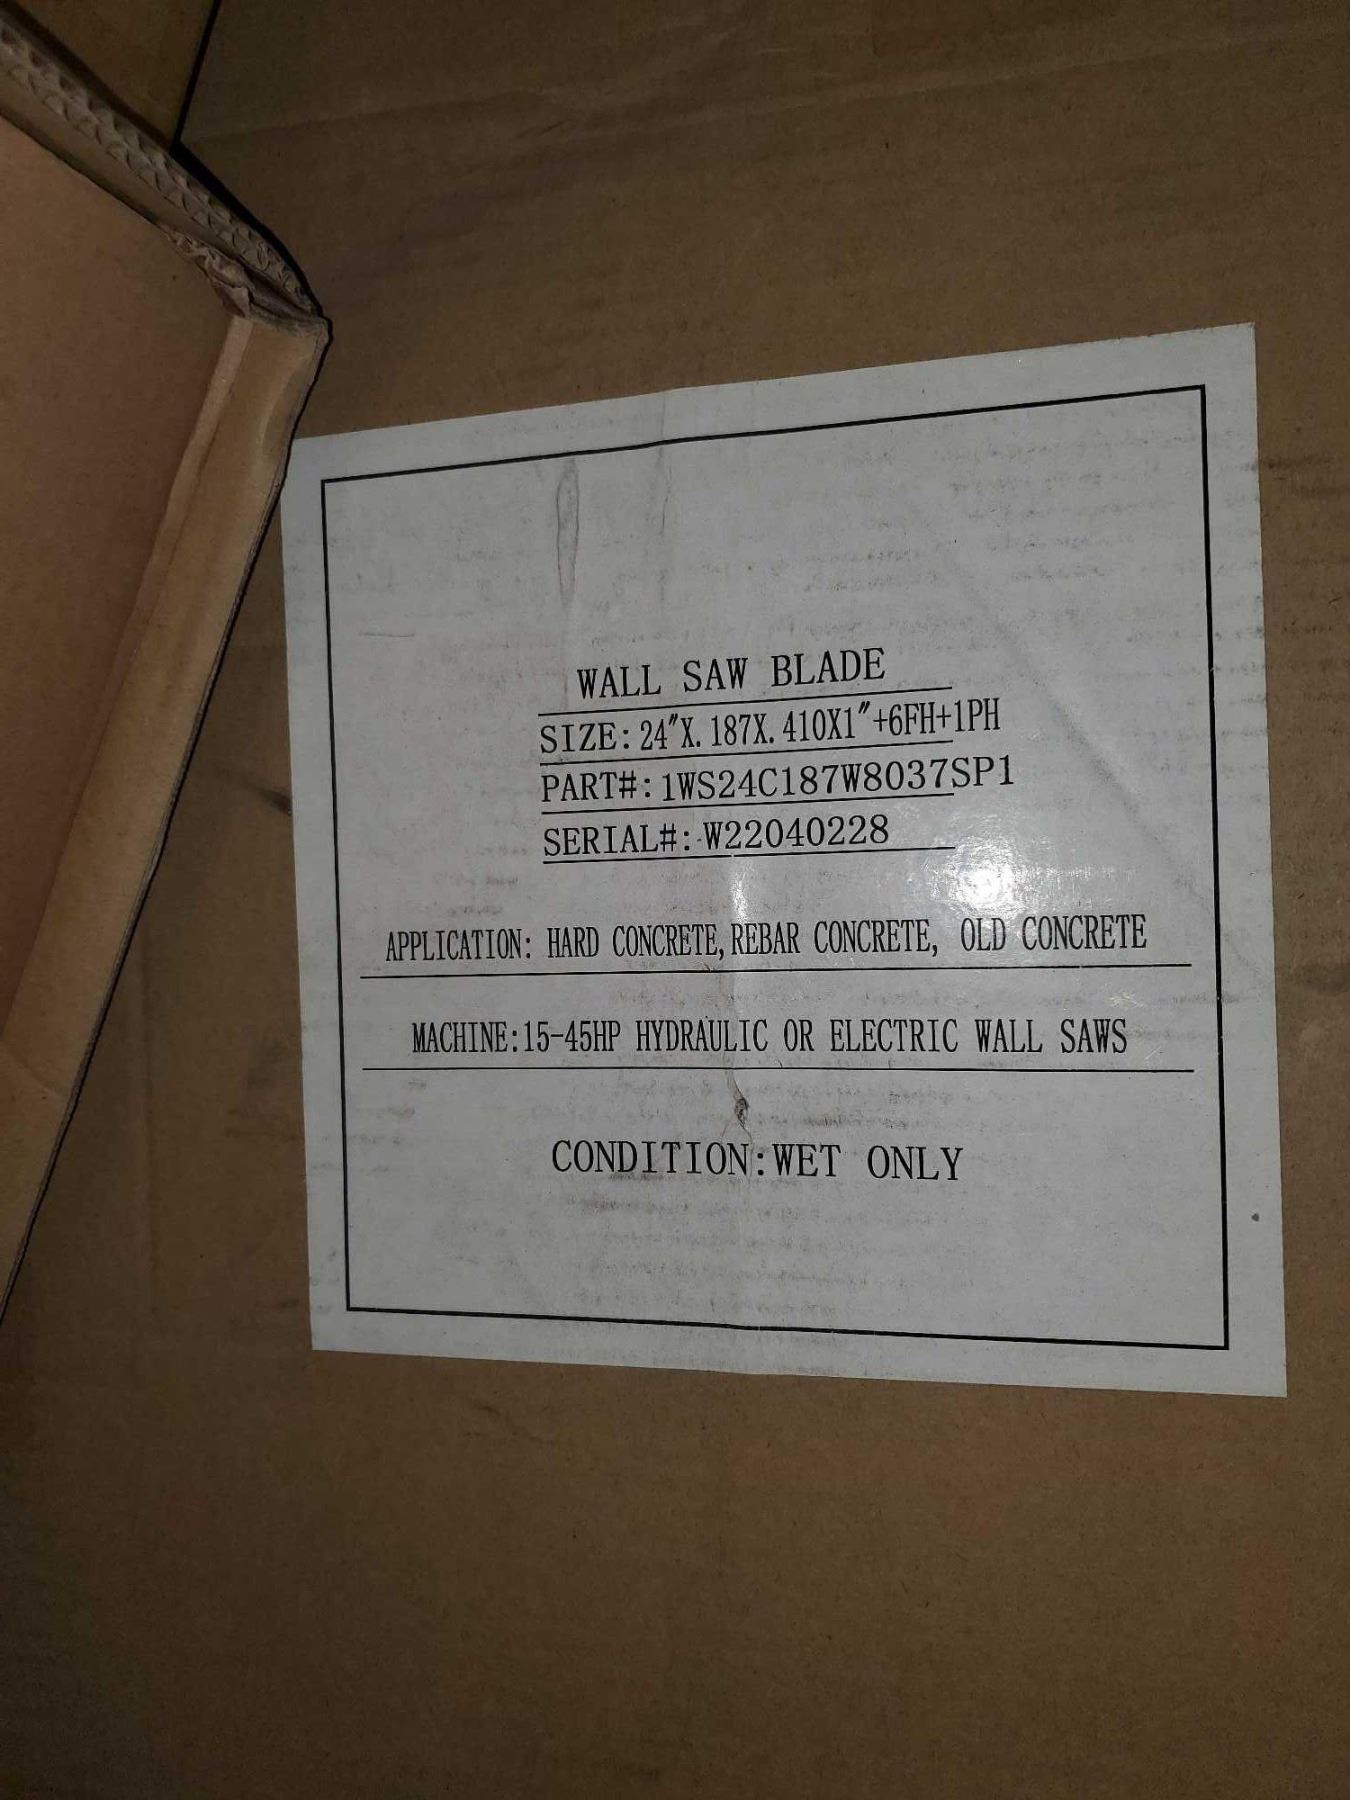 WALL SAW BLADE
SIZE: 24"X.187X.410X1"+6FH+1PH
PART#: 1WS24C187W8037SP1
SERIAL#: W22040228
APPLICATION: HARD CONCRETE, REBAR CONCRETE, OLD CONCRETE
MACHINE:15-45HP HYDRAULIC OR ELECTRIC WALL SAWS
CONDITION:WET ONLY